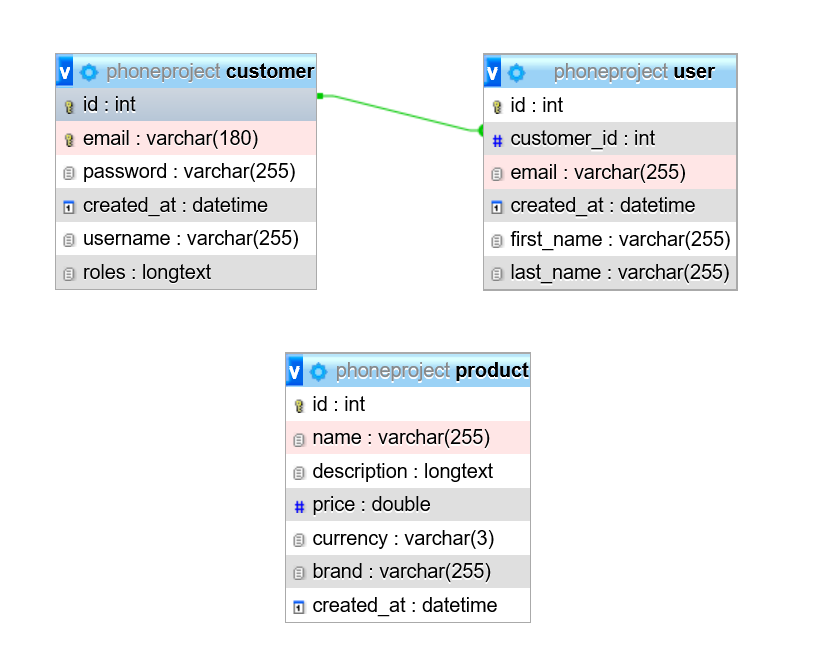 v phoneproject customer
id : int
email : varchar(180)
password : varchar(255)
created_at : datetime
username : varchar(255)
roles : longtext
v phoneproject user
id : int
# customer_id : int
email : varchar(255)
created_at : datetime
first_name : varchar(255)
last_name : varchar(255)
v phoneproject product
id : int
name : varchar(255)
description : longtext
# price : double
currency : varchar(3)
brand : varchar(255)
created_at : datetime